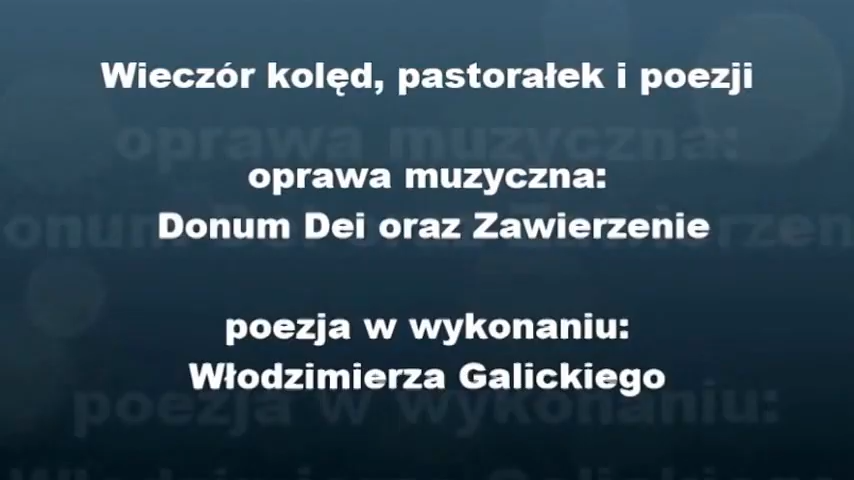 Wieczór kolęd, pastorałek i poezji
oprawa muzyczna:
Donum Dei oraz Zawierzenie
poezja w wykonaniu:
Włodzimierza Galickiego